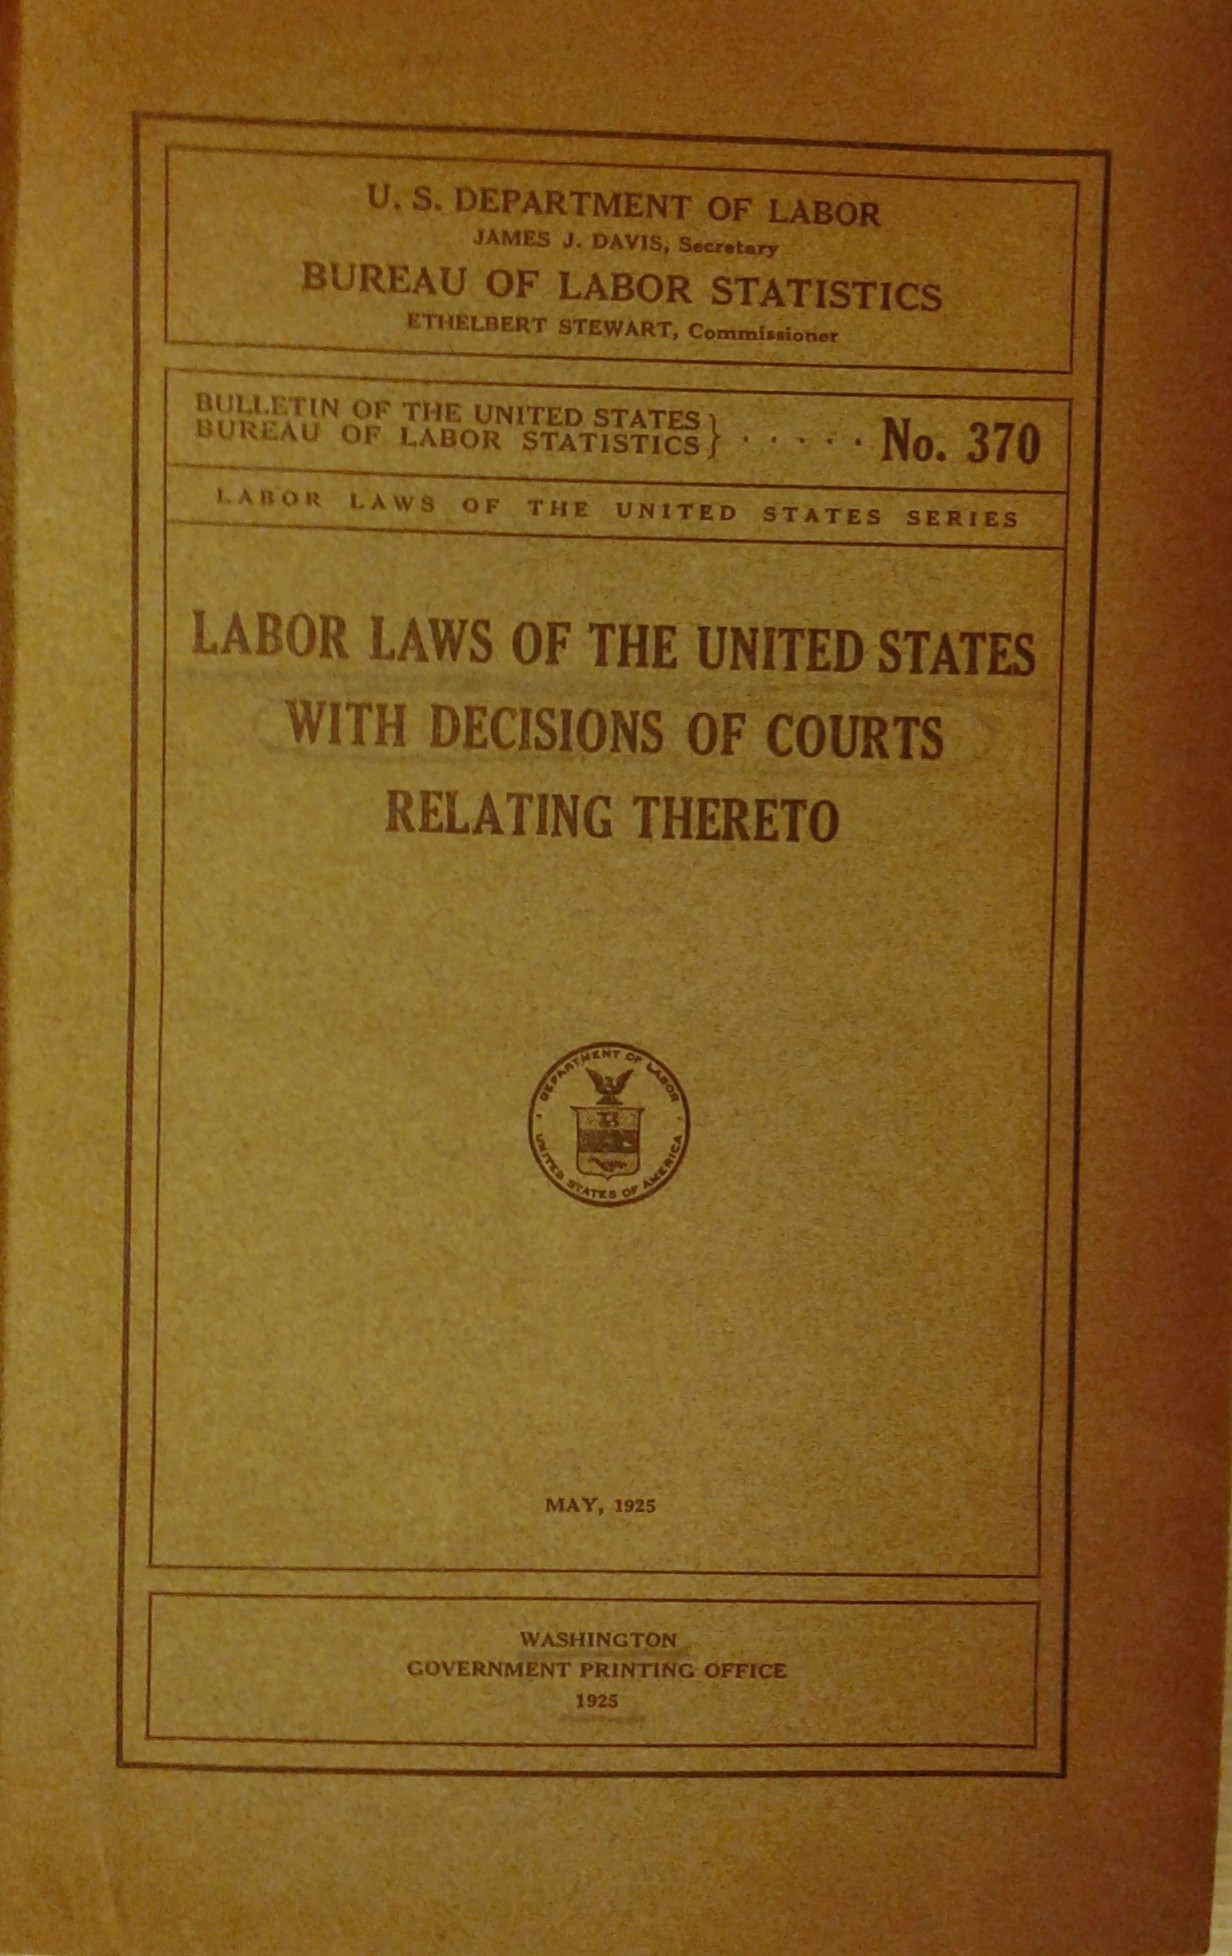 U. S. DEPARTMENT OF LABOR
JAMES J. DAVIS, Secretary
BUREAU OF LABOR STATISTICS
ETHELBERT STEWART, Commissioner
BULLETIN OF THE UNITED STATES
BUREAU OF LABOR STATISTICS } . . . . . No. 370
LABOR LAWS OF THE UNITED STATES SERIES
LABOR LAWS OF THE UNITED STATES
WITH DECISIONS OF COURTS
RELATING THERETO
DEPARTMENT OF LABOR
UNITED STATES OF AMERICA
MAY, 1925
WASHINGTON
GOVERNMENT PRINTING OFFICE
1925